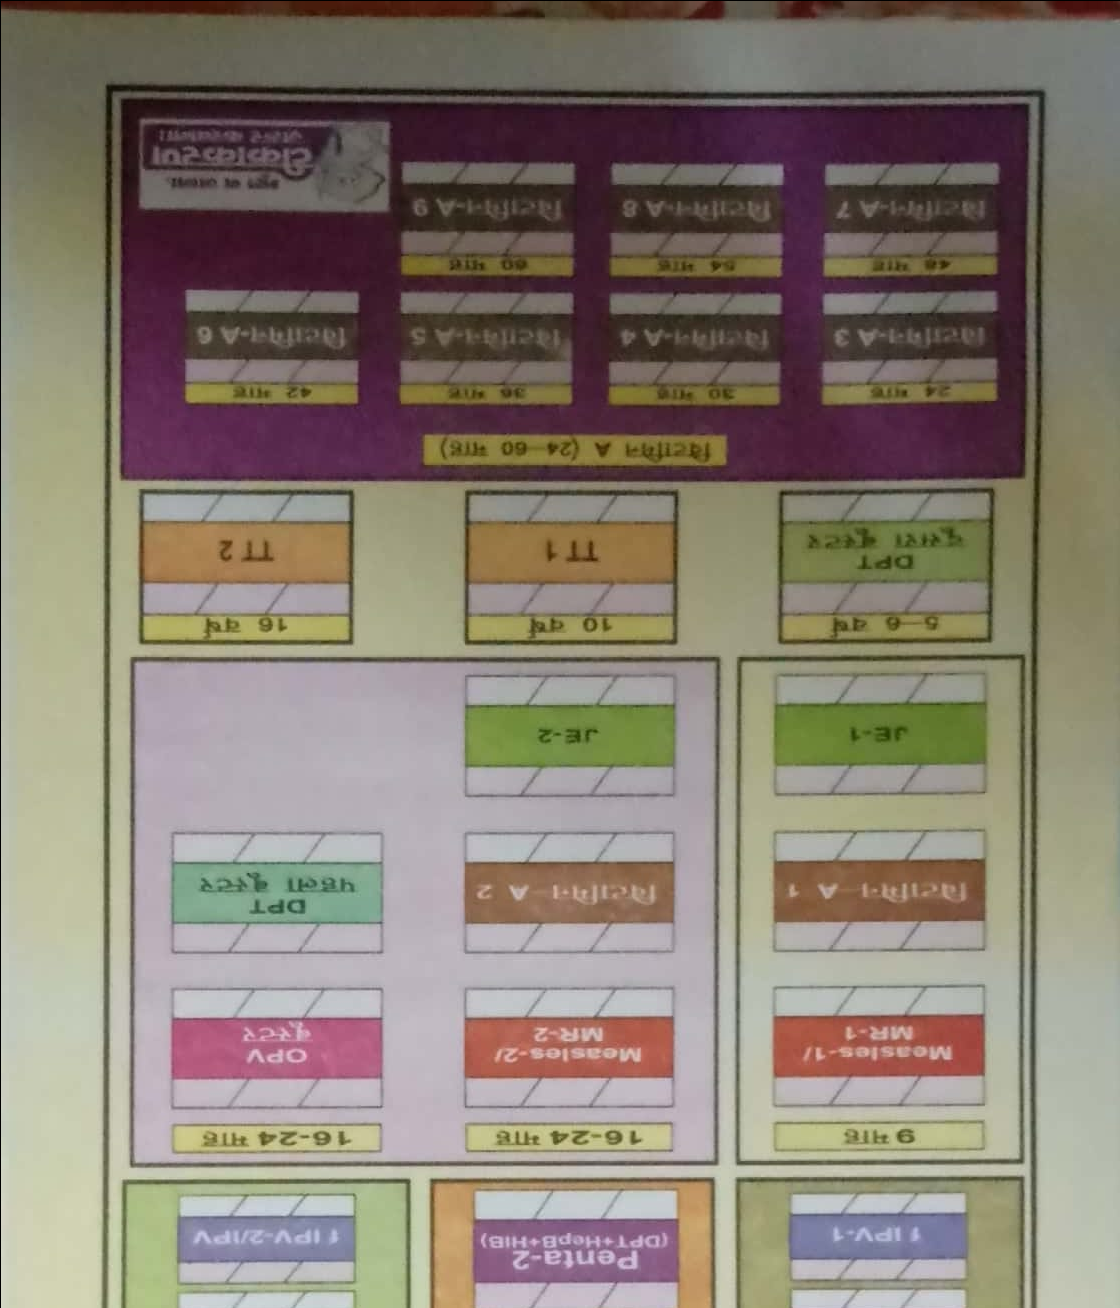 f IPV-1
Penta-2
(DPT+HepB+HIB)
f IPV-2/IPV
9 माह
16-24 माह
16-24 माह
Measles-1/
MR-1
Measles-2/
MR-2
OPV
बूस्टर
विटामिन—A 1
विटामिन—A 2
DPT
पहला बूस्टर
JE-1
JE-2
5—6 वर्ष
10 वर्ष
16 वर्ष
DPT
दूसरा बूस्टर
TT 1
TT 2
विटामिन A (24—60 माह)
24 माह
30 माह
36 माह
42 माह
विटामिन-A 3
विटामिन-A 4
विटामिन-A 5
विटामिन-A 6
48 माह
54 माह
60 माह
विटामिन-A 7
विटामिन-A 8
विटामिन-A 9
भूल न जाना,
टीकाकरण
जरूर करवाना।